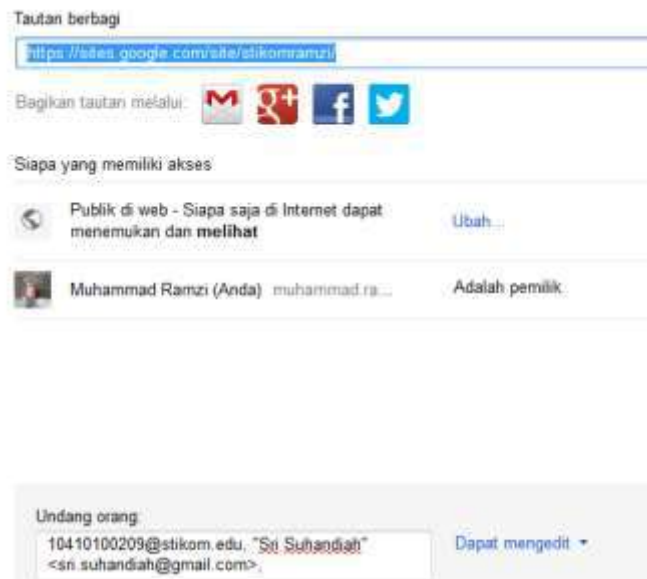 Tautan berbagi
https://sites.google.com/site/stikomramzi/
Bagikan tautan melalui:
Siapa yang memiliki akses
Publik di web - Siapa saja di Internet dapat
menemukan dan melihat
Ubah...
Muhammad Ramzi (Anda) muhammad.ra...
Adalah pemilik
Undang orang:
10410100209@stikom.edu, "Sri Suhandiah"
<sri.suhandiah@gmail.com>,
Dapat mengedit